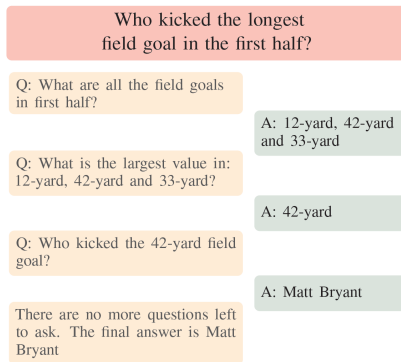 Who kicked the longest
field goal in the first half?
Q: What are all the field goals
in first half?
A: 12-yard, 42-yard
and 33-yard
Q: What is the largest value in:
12-yard, 42-yard and 33-yard?
A: 42-yard
Q: Who kicked the 42-yard field
goal?
A: Matt Bryant
There are no more questions left
to ask. The final answer is Matt
Bryant